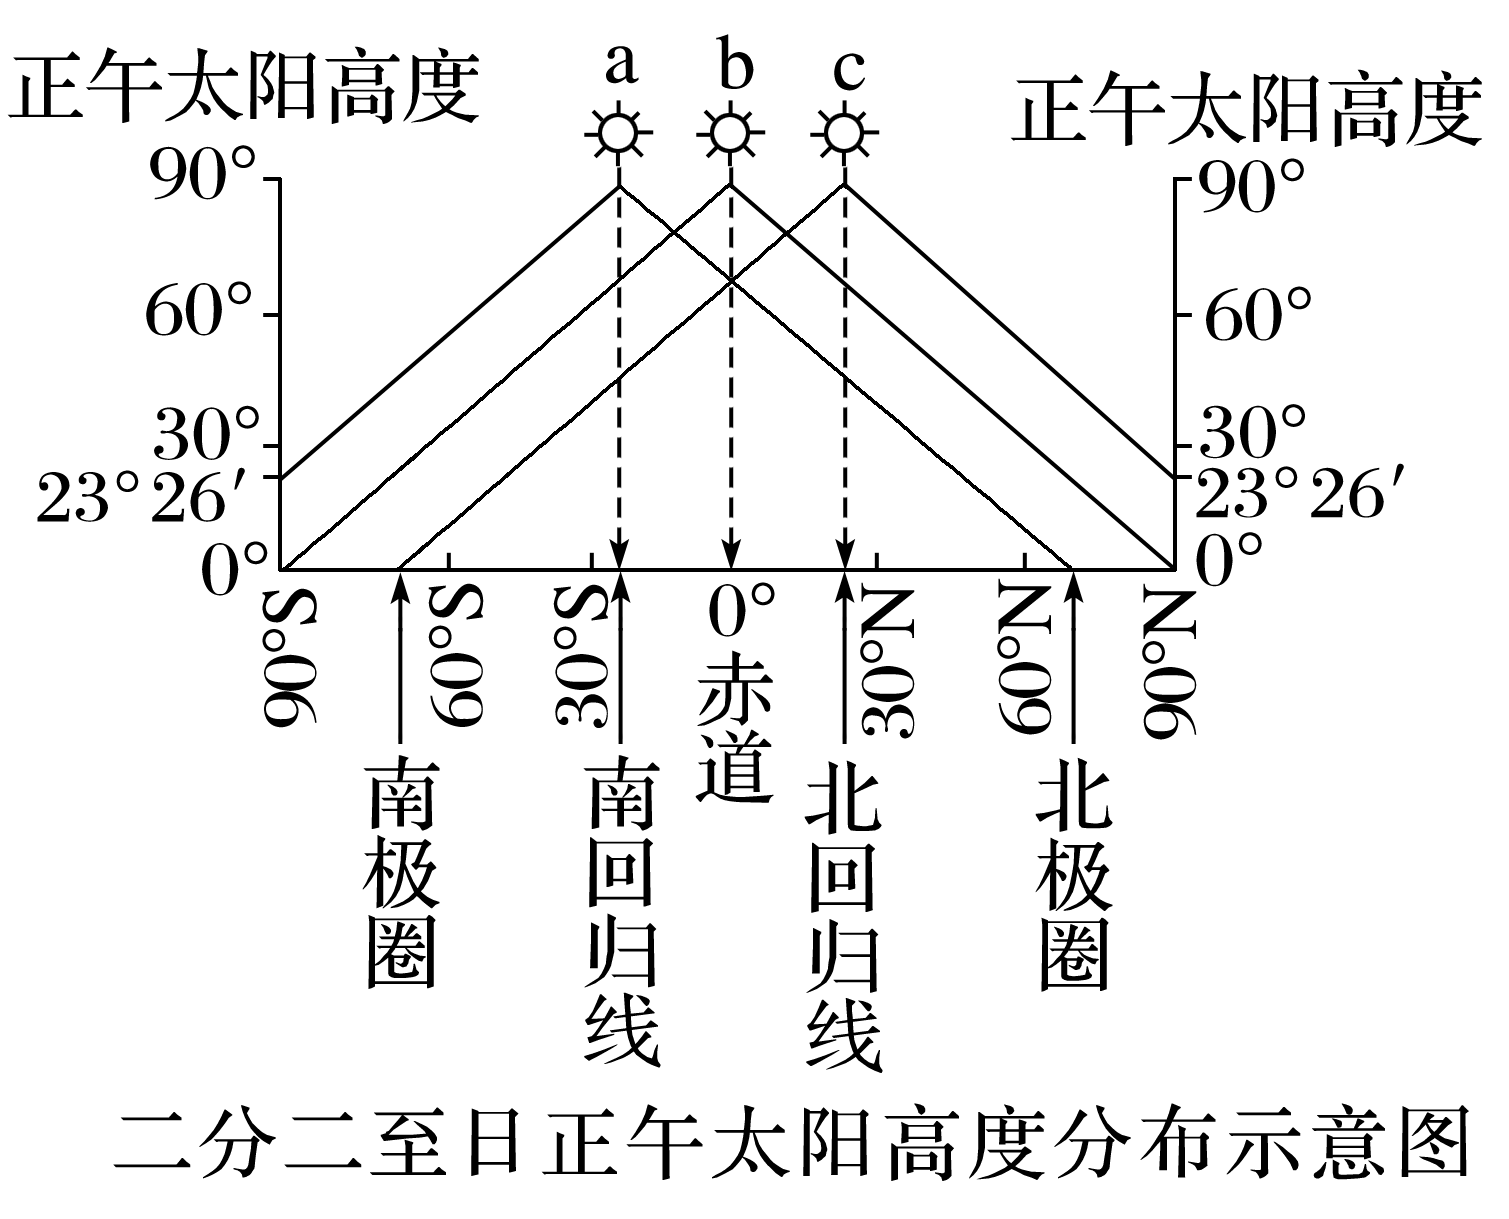 a b c
正午太阳高度
正午太阳高度
90°
60°
30°
23°26′
0°
90°
60°
30°
23°26′
0°
90°S
60°S
30°S
0°
30°N
60°N
90°N
赤道
南极圈
南回归线
北回归线
北极圈
二分二至日正午太阳高度分布示意图